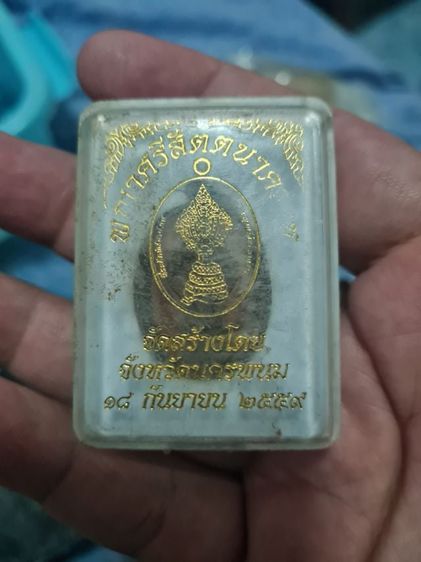 พญาศรีสัตตนาค
จัดสร้างโดย
จังหวัดนครพนม
๑๘ กันยายน ๒๕๕๙